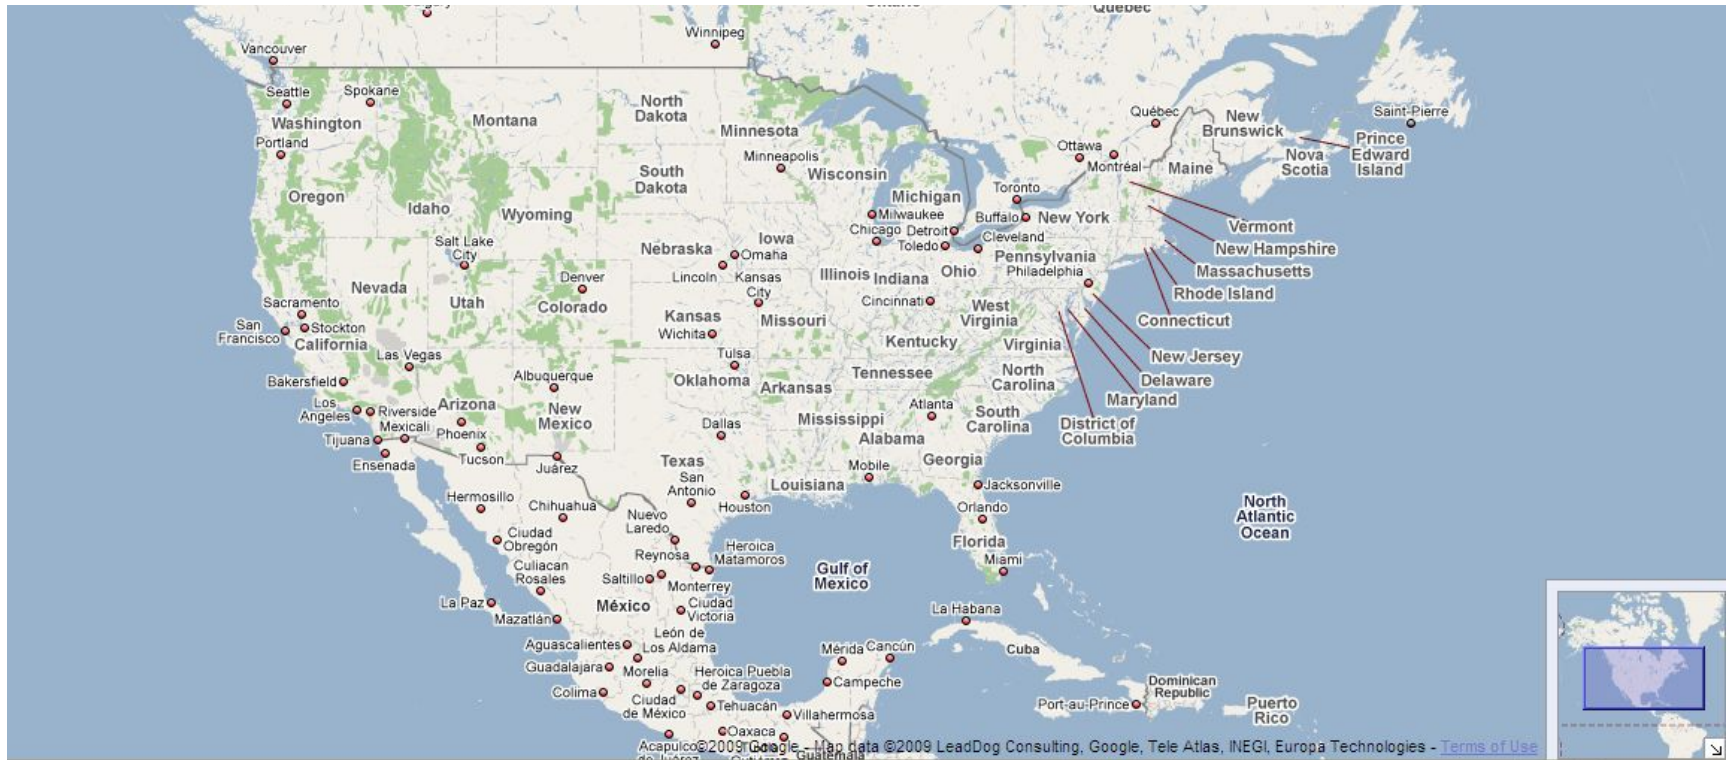 Québec
Winnipeg
Vancouver
Seattle
Spokane
Washington
Portland
Montana
North
Dakota
Minnesota
Minneapolis
Wisconsin
South
Dakota
Oregon
Idaho
Wyoming
Salt Lake
City
Michigan
Milwaukee
Chicago
Detroit
Toledo
Toronto
Buffalo
New York
Ottawa
Montréal
Québec
Maine
New
Brunswick
Nova
Scotia
Prince
Edward
Island
Saint-Pierre
Vermont
New Hampshire
Massachusetts
Rhode Island
Connecticut
New Jersey
Delaware
Maryland
District of
Columbia
Cleveland
Pennsylvania
Philadelphia
Nebraska
Iowa
Omaha
Lincoln
Kansas
City
Illinois
Indiana
Ohio
Cincinnati
West
Virginia
Virginia
Kentucky
Nevada
Utah
Denver
Colorado
Kansas
Wichita
Missouri
Sacramento
San
Francisco
Stockton
California
Las Vegas
Bakersfield
Los
Angeles
Riverside
Mexicali
Tijuana
Ensenada
Arizona
Phoenix
Tucson
Albuquerque
New
Mexico
Juárez
Tulsa
Oklahoma
Arkansas
Tennessee
North
Carolina
South
Carolina
Atlanta
Mississippi
Alabama
Georgia
Dallas
Texas
San
Antonio
Houston
Louisiana
Mobile
Jacksonville
Orlando
Florida
Miami
North
Atlantic
Ocean
Gulf of
Mexico
Hermosillo
Chihuahua
Ciudad
Obregón
Culiacan
Rosales
Nuevo
Laredo
Reynosa
Heroica
Matamoros
Saltillo
Monterrey
La Paz
Mazatlán
México
Ciudad
Victoria
Aguascalientes
León de
Los Aldama
Guadalajara
Morelia
Heroica Puebla
de Zaragoza
Colima
Ciudad
de México
Tehuacán
Oaxaca
Acapulco
de Juárez
Villahermosa
Mérida
Cancún
Campeche
Guatemala
La Habana
Cuba
Port-au-Prince
Dominican
Republic
Puerto
Rico
©2009 Google - Map data ©2009 LeadDog Consulting, Google, Tele Atlas, INEGI, Europa Technologies - Terms of Use